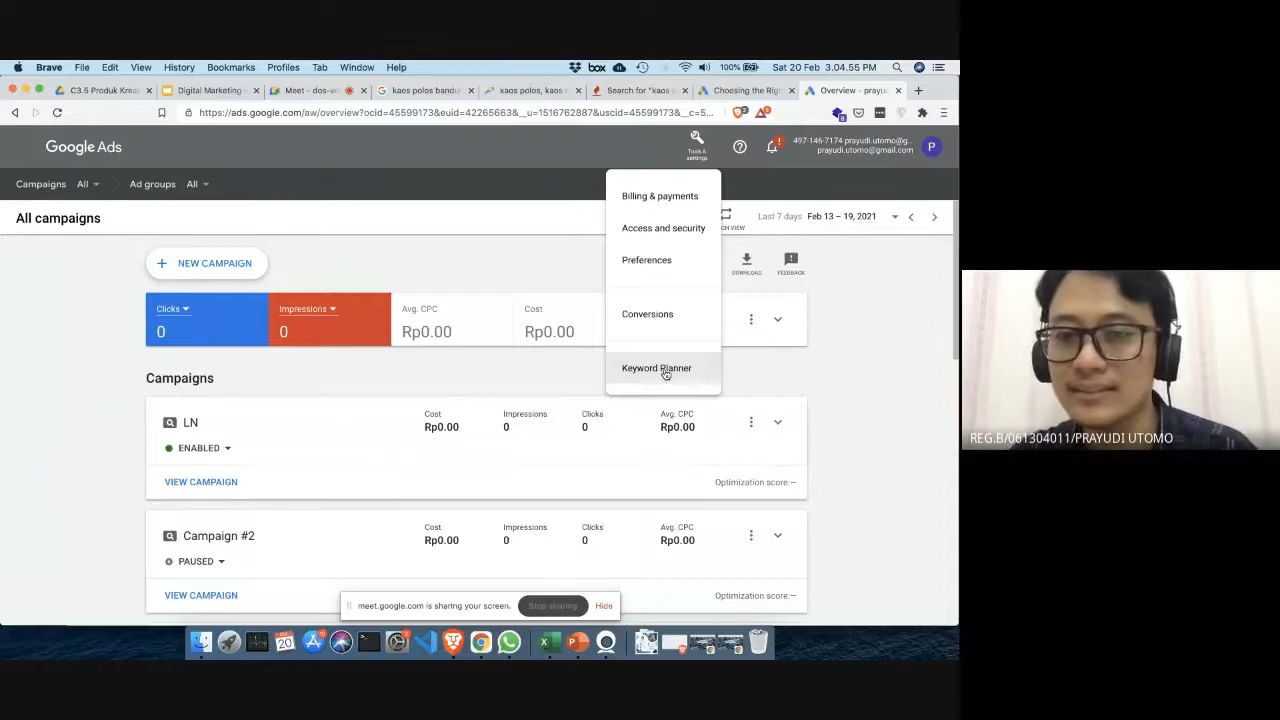 Brave File Edit View History Bookmarks Profiles Tab Window Help
box 100% Sat 20 Feb 3.04.55 PM
C3.5 Produk Krea
Digital Marketing
Meet - dos-w
kaos polos bandu
kaos polos, kaos
Search for "kaos
Choosing the Rig
Overview - prayu
https://ads.google.com/aw/overview?ocid=45599173&euid=42265663&__u=1516762887&uscid=45599173&__c=5...
Google Ads
Tools &
settings
497-146-7174 prayudi.utomo@g...
prayudi.utomo@gmail.com
P
Campaigns All Ad groups All
All campaigns
Last 7 days Feb 13 – 19, 2021
Billing & payments
Access and security
Preferences
Conversions
Keyword Planner
NEW CAMPAIGN
DOWNLOAD
FEEDBACK
Clicks
0
Impressions
0
Avg. CPC
Rp0.00
Cost
Rp0.00
Campaigns
LN
ENABLED
Cost Impressions Clicks Avg. CPC
Rp0.00 0 0 Rp0.00
VIEW CAMPAIGN
Optimization score:–
Campaign #2
PAUSED
Cost Impressions Clicks Avg. CPC
Rp0.00 0 0 Rp0.00
VIEW CAMPAIGN
Optimization score:–
meet.google.com is sharing your screen. Stop sharing Hide
REG.B/061304011/PRAYUDI UTOMO